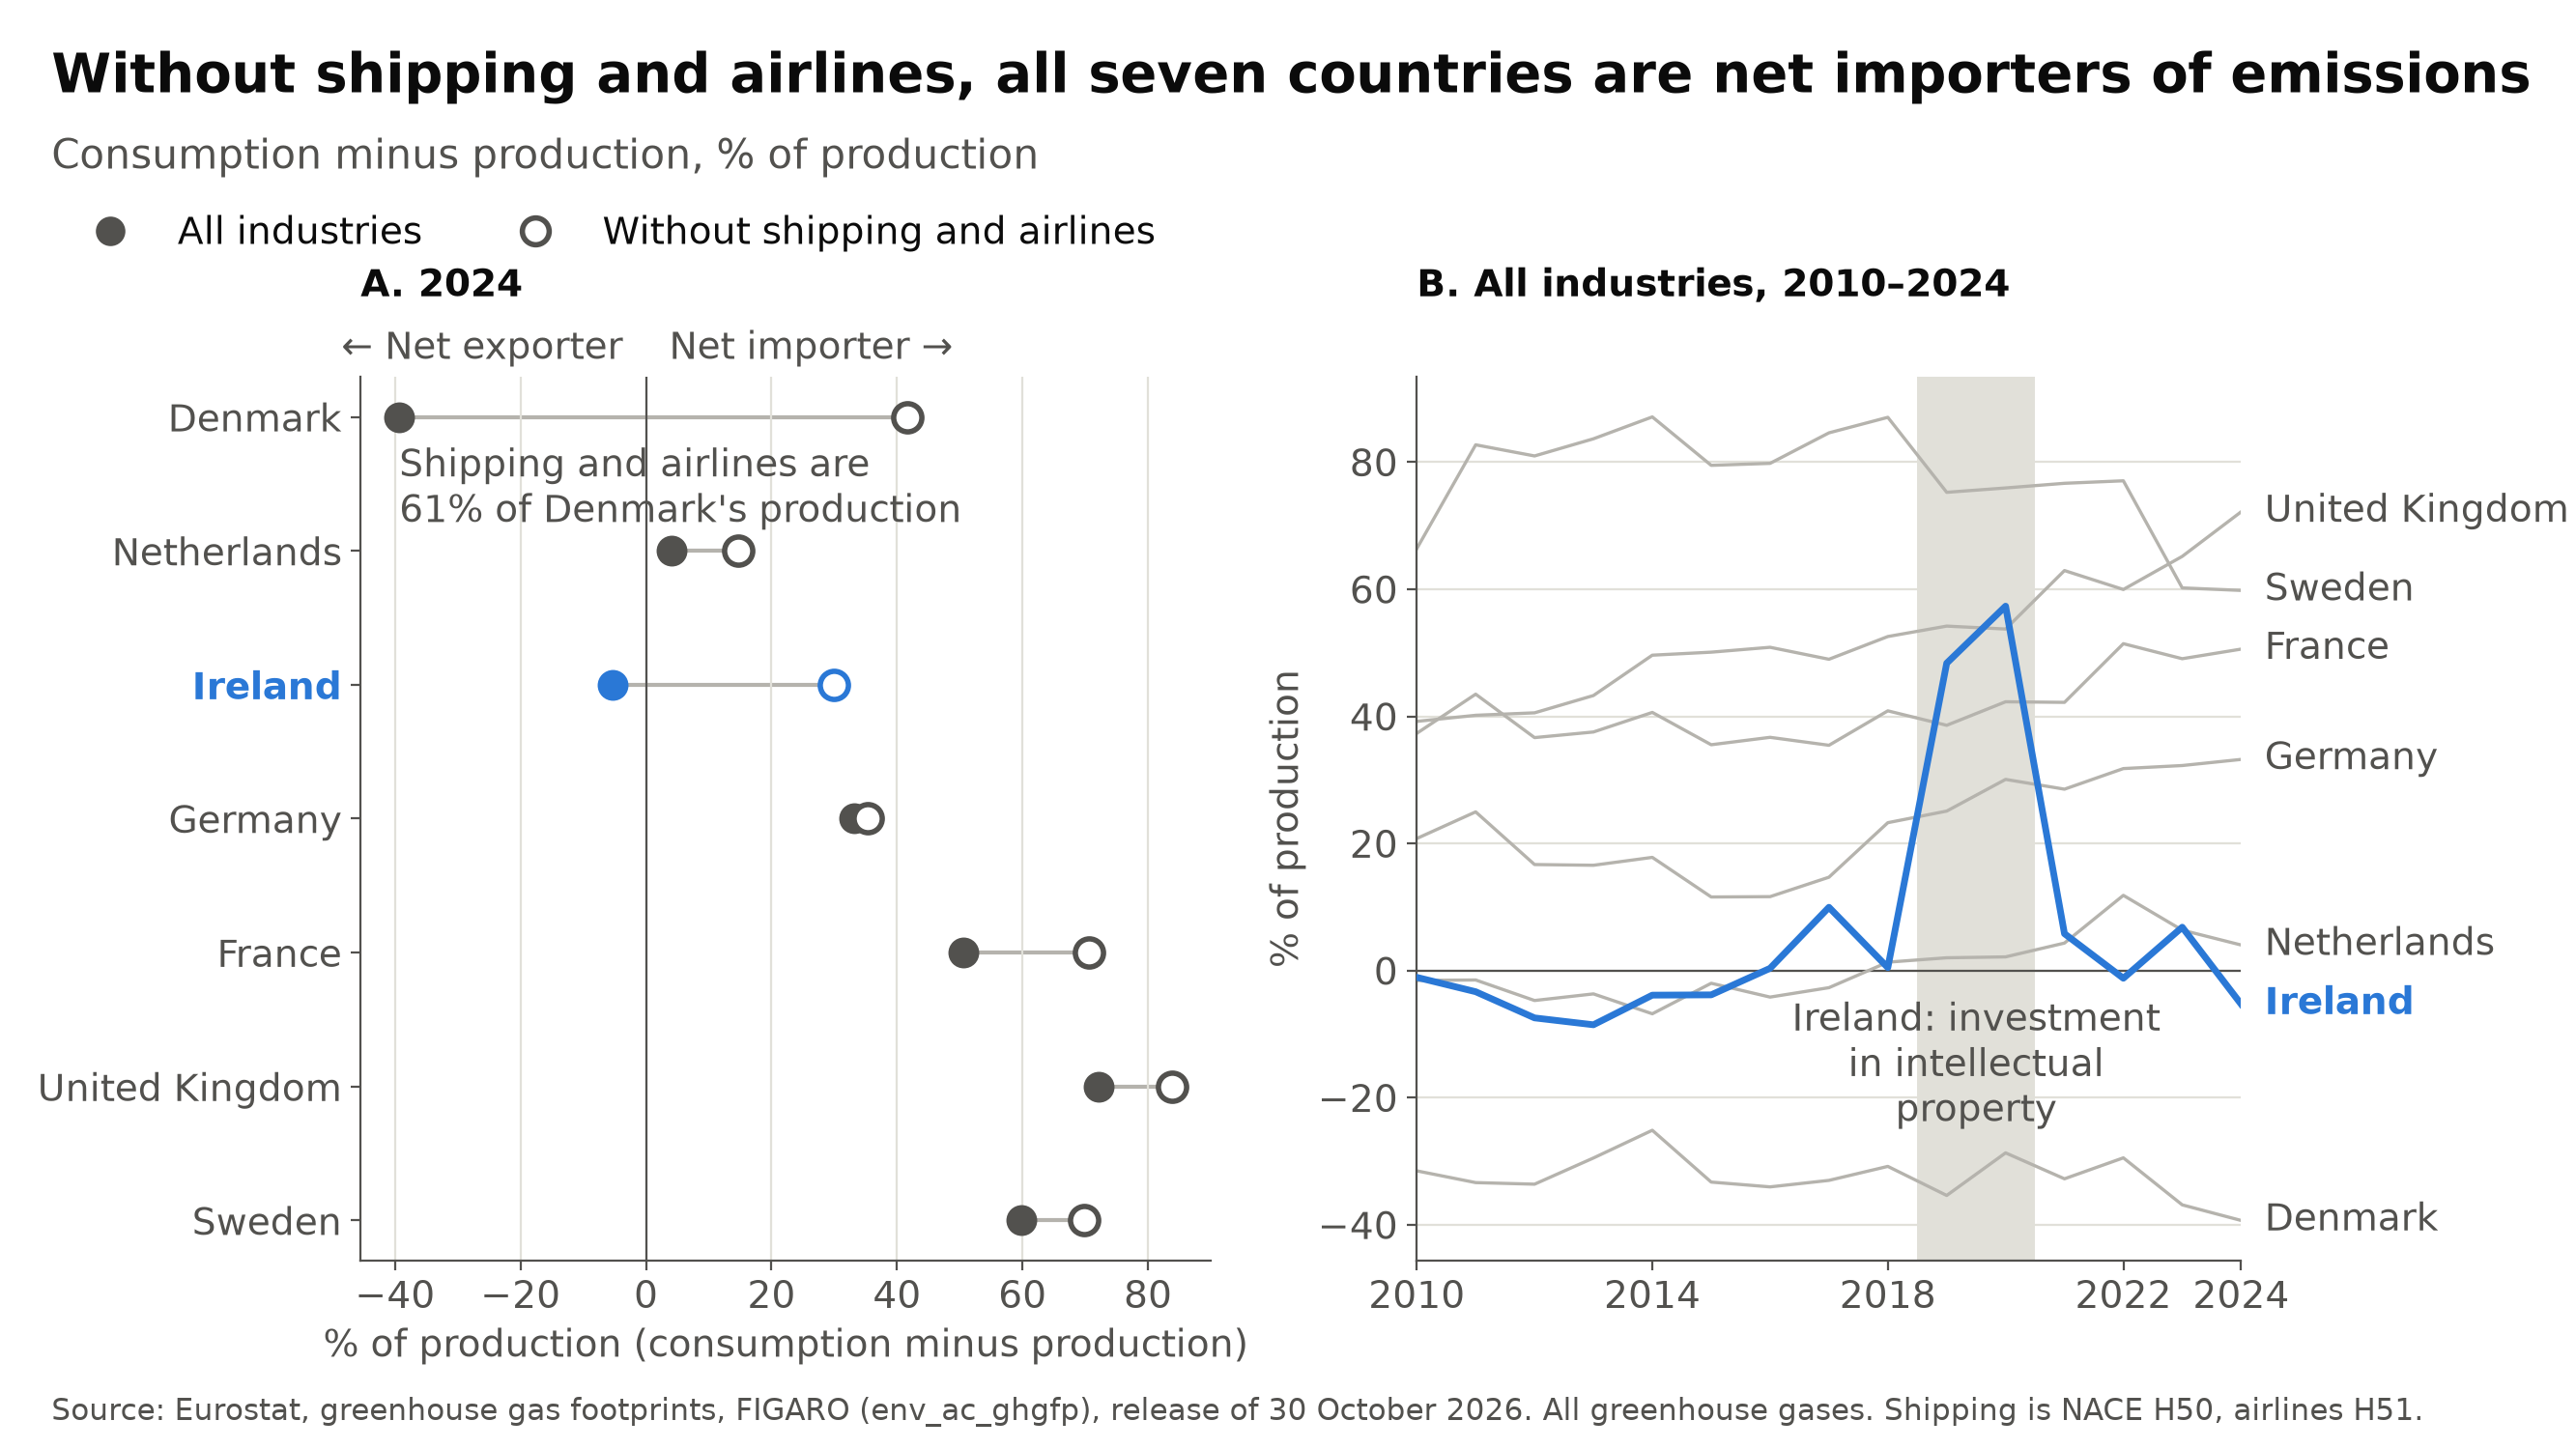 Without shipping and airlines, all seven countries are net importers of emissions
Consumption minus production, % of production
All industries
Without shipping and airlines
A. 2024
← Net exporter
Net importer →
Denmark
Shipping and airlines are
61% of Denmark's production
Netherlands
Ireland
Germany
France
United Kingdom
Sweden
−40
−20
0
20
40
60
80
% of production (consumption minus production)
B. All industries, 2010–2024
% of production
80
60
40
20
0
−20
−40
United Kingdom
Sweden
France
Germany
Netherlands
Ireland
Denmark
Ireland: investment
in intellectual
property
2010
2014
2018
2022
2024
Source: Eurostat, greenhouse gas footprints, FIGARO (env_ac_ghgfp), release of 30 October 2026. All greenhouse gases. Shipping is NACE H50, airlines H51.